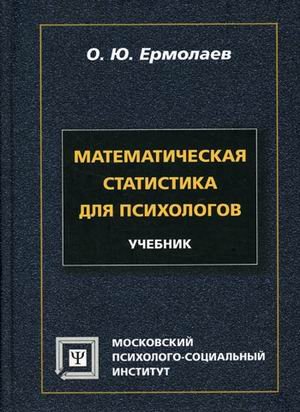 О. Ю. Ермолаев
МАТЕМАТИЧЕСКАЯ
СТАТИСТИКА
ДЛЯ ПСИХОЛОГОВ
УЧЕБНИК
Ψ
МОСКОВСКИЙ
ПСИХОЛОГО-СОЦИАЛЬНЫЙ
ИНСТИТУТ